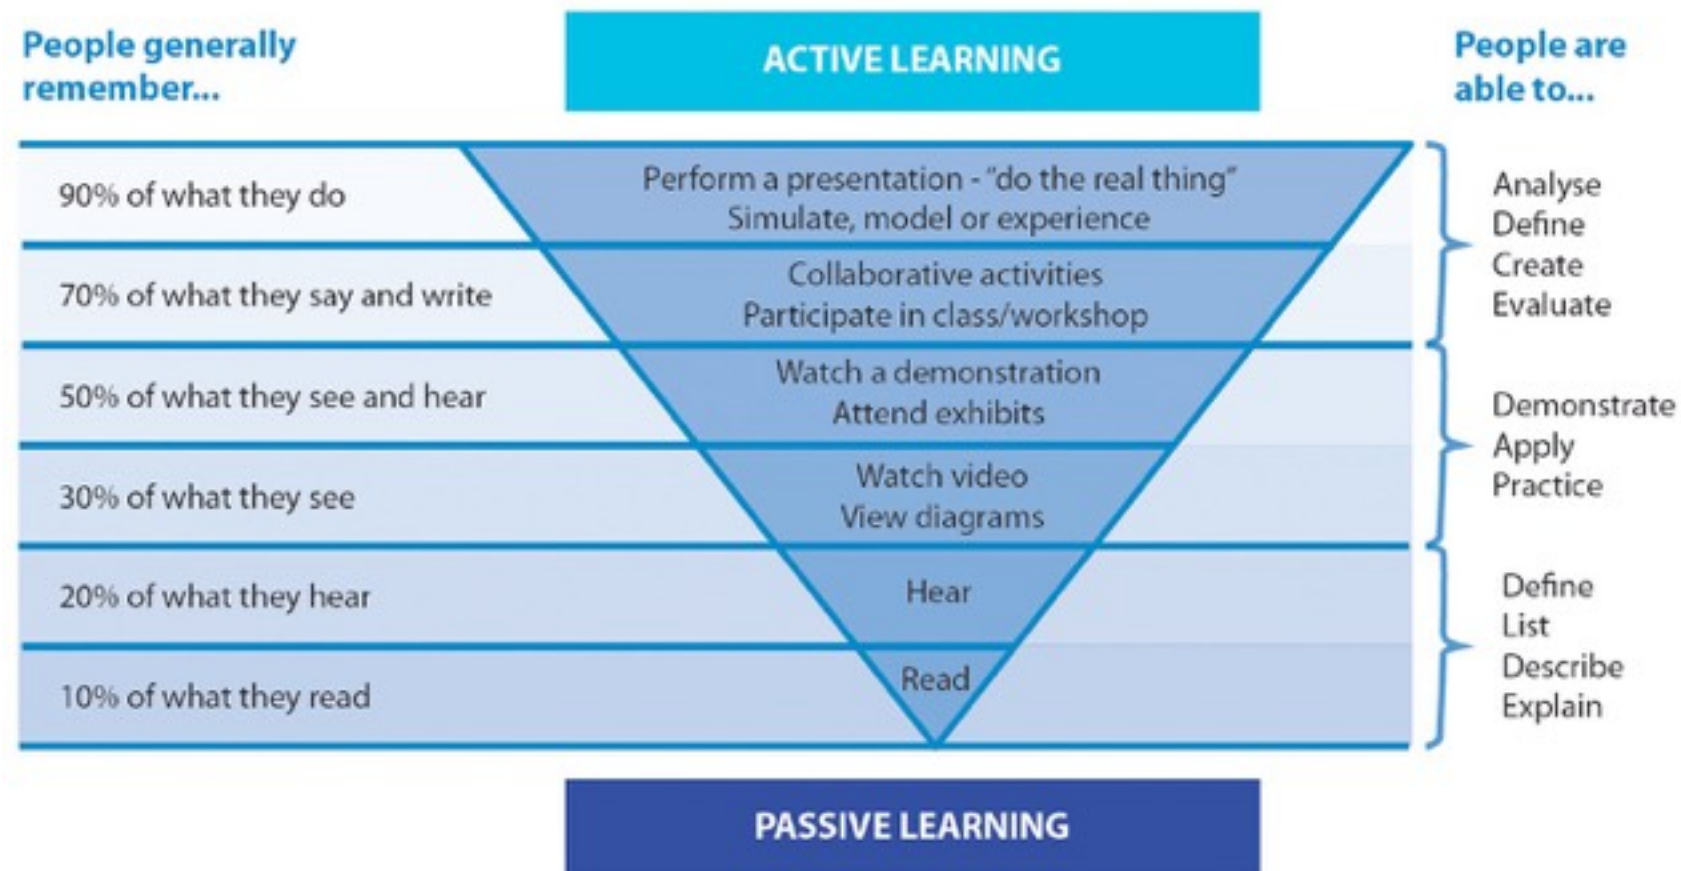 People generally
remember...
ACTIVE LEARNING
People are
able to...
90% of what they do
Perform a presentation - "do the real thing"
Simulate, model or experience
Analyse
Define
Create
Evaluate
70% of what they say and write
Collaborative activities
Participate in class/workshop
50% of what they see and hear
Watch a demonstration
Attend exhibits
Demonstrate
Apply
Practice
30% of what they see
Watch video
View diagrams
20% of what they hear
Hear
Define
List
Describe
Explain
10% of what they read
Read
PASSIVE LEARNING